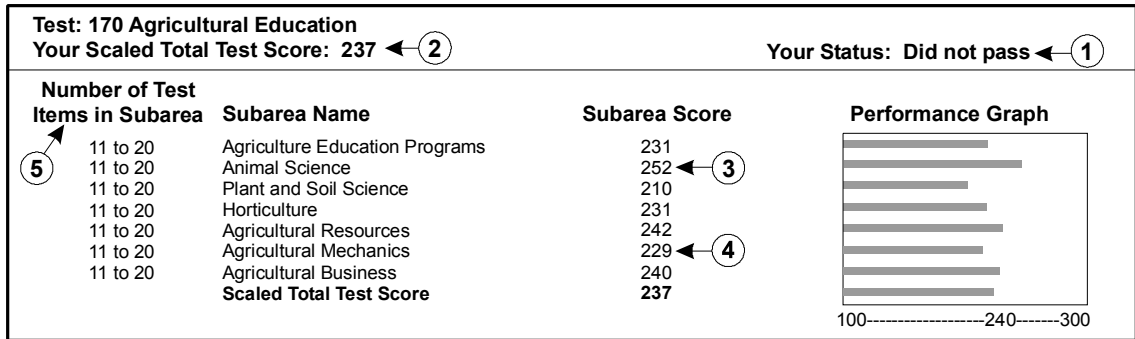 Test: 170 Agricultural Education
Your Scaled Total Test Score: 237 2
Your Status: Did not pass 1
Number of Test
Items in Subarea Subarea Name Subarea Score Performance Graph
5
11 to 20 Agriculture Education Programs 231
11 to 20 Animal Science 252 3
11 to 20 Plant and Soil Science 210
11 to 20 Horticulture 231
11 to 20 Agricultural Resources 242
11 to 20 Agricultural Mechanics 229 4
11 to 20 Agricultural Business 240
Scaled Total Test Score 237
100--------------------240-------300